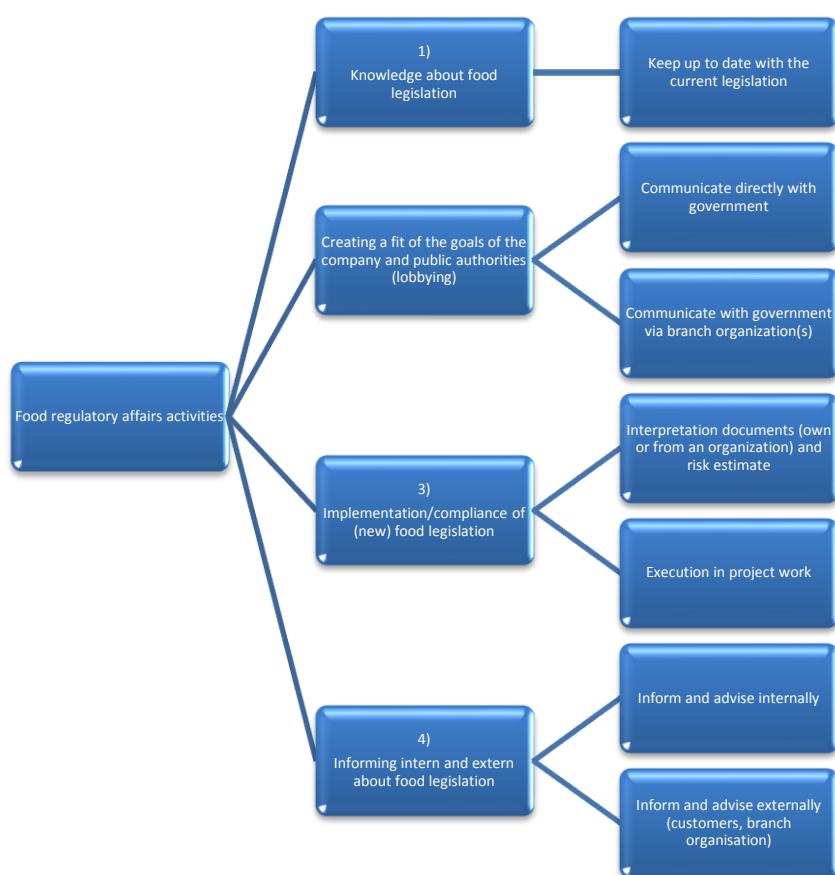 1)
Knowledge about food
legislation
Keep up to date with the
current legislation
2)
Creating a fit of the goals of the
company and public authorities
(lobbying)
Communicate directly with
government
Communicate with government
via branch organization(s)
Food regulatory affairs activities
3)
Implementation/compliance of
(new) food legislation
Interpretation documents (own
or from an organization) and
risk estimate
Execution in project work
4)
Informing intern and extern
about food legislation
Inform and advise internally
Inform and advise externally
(customers, branch
organisation)